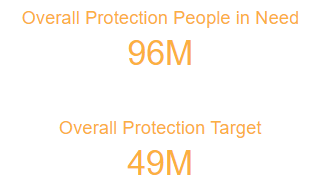 Overall Protection People in Need
96M
Overall Protection Target
49M